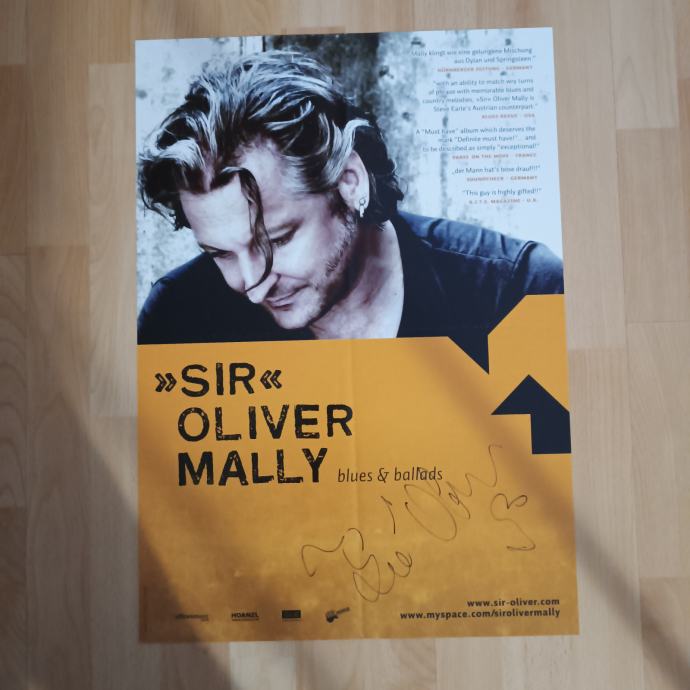 „Mally klingt wie eine gelungene Mischung
aus Dylan und Springsteen."
NÜRNBERGER ZEITUNG · GERMANY
"with an ability to match wry turns
of phrase with memorable blues and
country melodies, »Sir« Oliver Mally is
Steve Earle's Austrian counterpart."
BLUES REVUE · USA
A "Must have" album which deserves the
mark "Definite must have!" .. and
to be described as simply "exceptional!"
PARIS ON THE MOVE · FRANCE
„der Mann hat's böse drauf!!!"
SOUNDCHECK · GERMANY
"This guy is highly gifted!!"
B.I.T.S. MAGAZINE · U.K.
»SIR«
OLIVER
MALLY blues & ballads
HOANZL
www.sir-oliver.com
www.myspace.com/sirolivermally